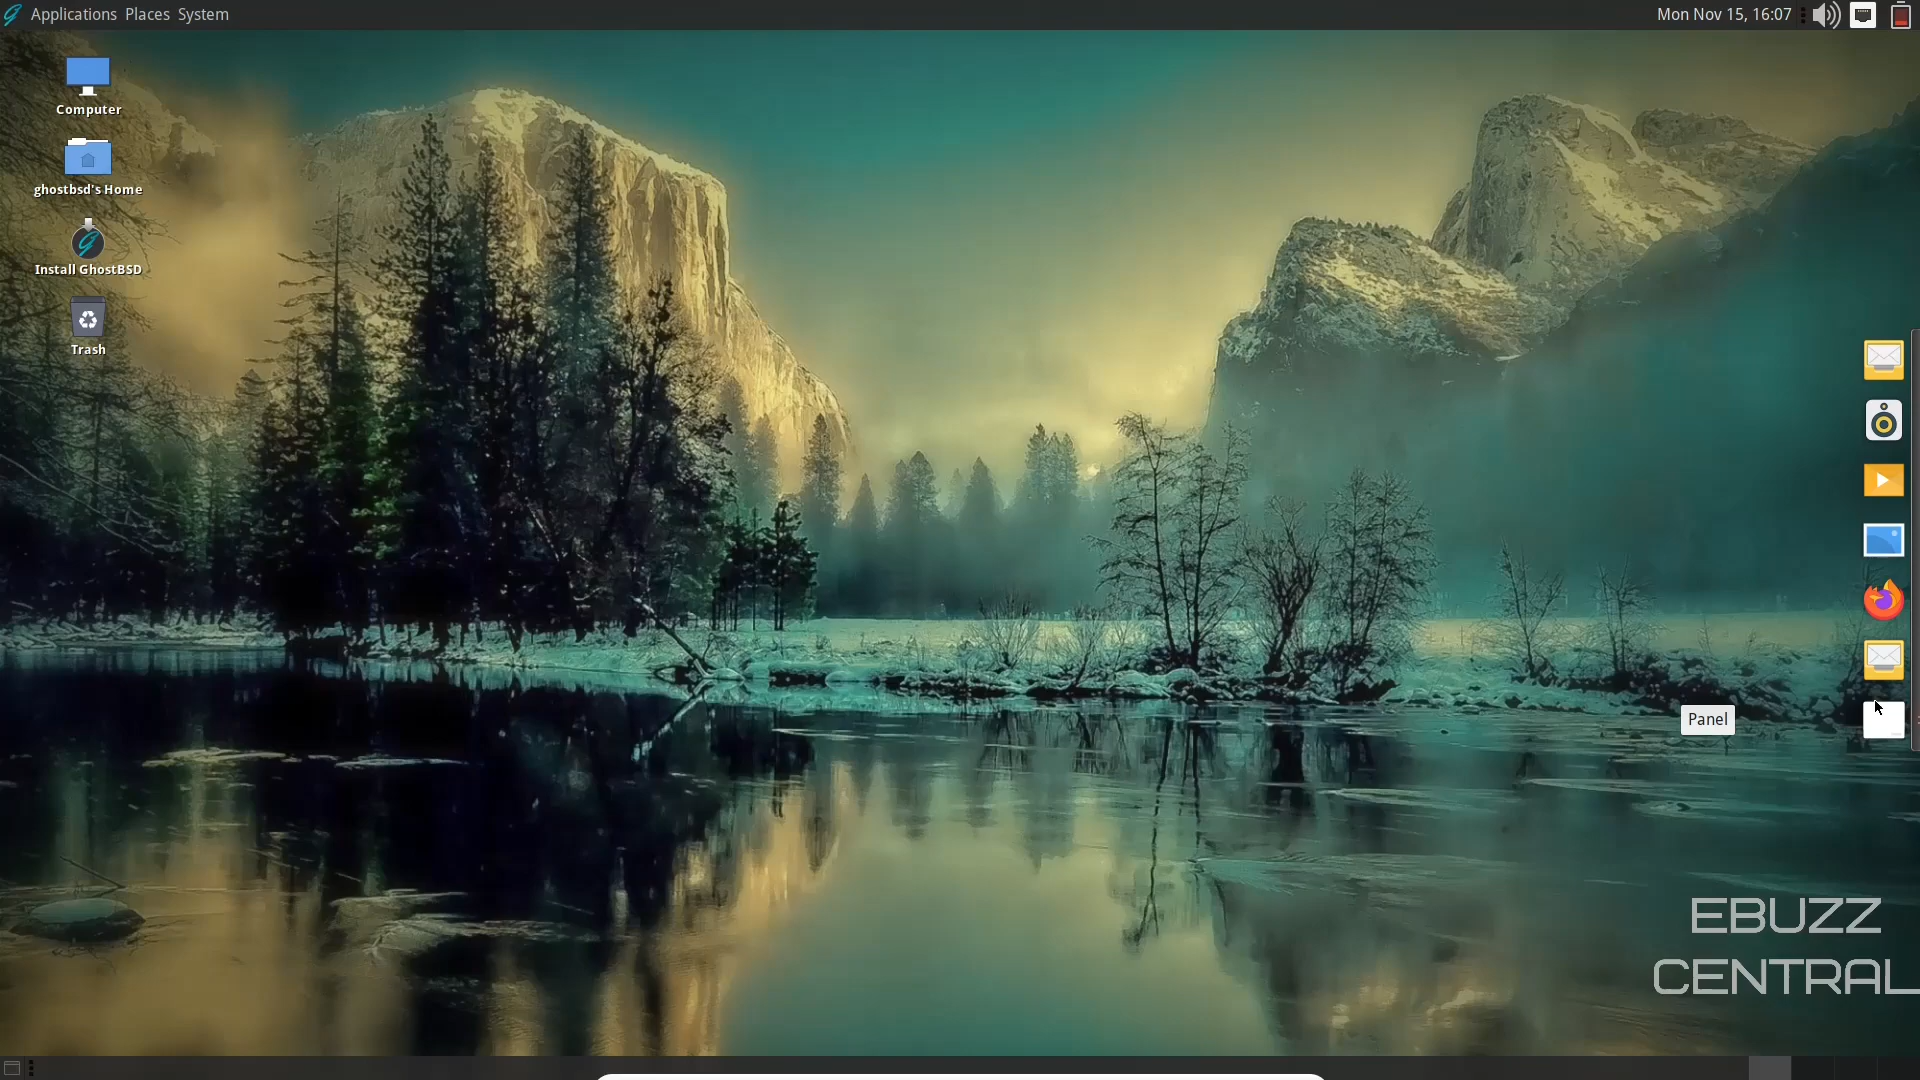 Applications Places System
Mon Nov 15, 16:07
Computer
ghostbsd's Home
Install GhostBSD
Trash
Panel
EBUZZ
CENTRAL